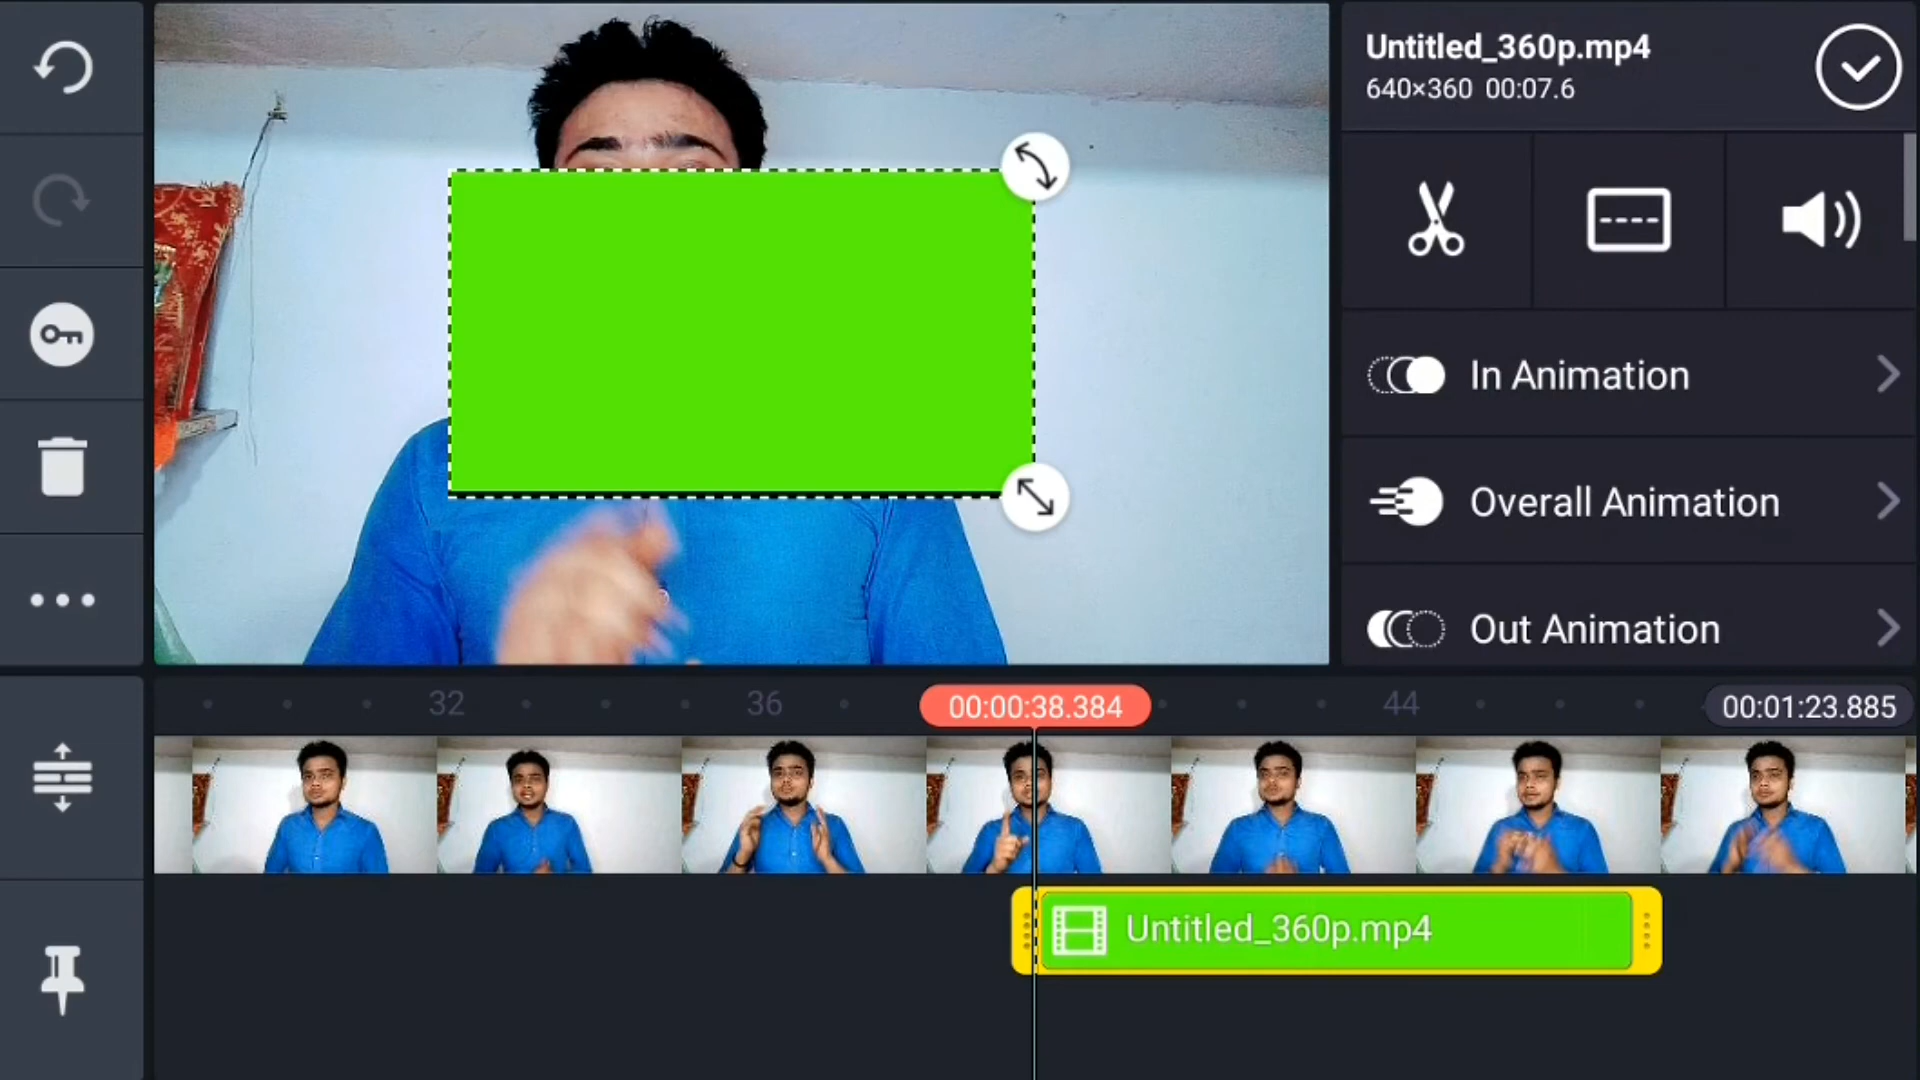 Untitled_360p.mp4
640×360 00:07.6
In Animation
Overall Animation
Out Animation
32
36
00:00:38.384
44
00:01:23.885
Untitled_360p.mp4